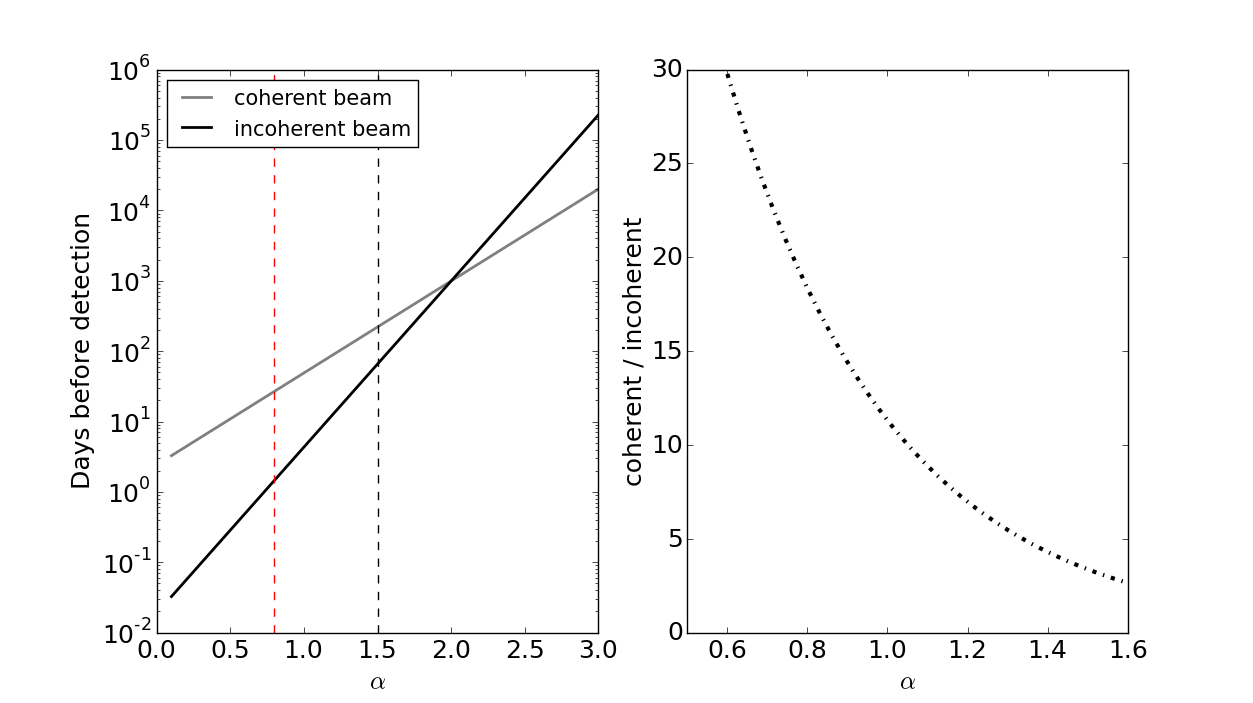 coherent beam
incoherent beam
Days before detection
10^6
10^5
10^4
10^3
10^2
10^1
10^0
10^-1
10^-2
0.0 0.5 1.0 1.5 2.0 2.5 3.0
α
coherent / incoherent
30
25
20
15
10
5
0
0.6 0.8 1.0 1.2 1.4 1.6
α